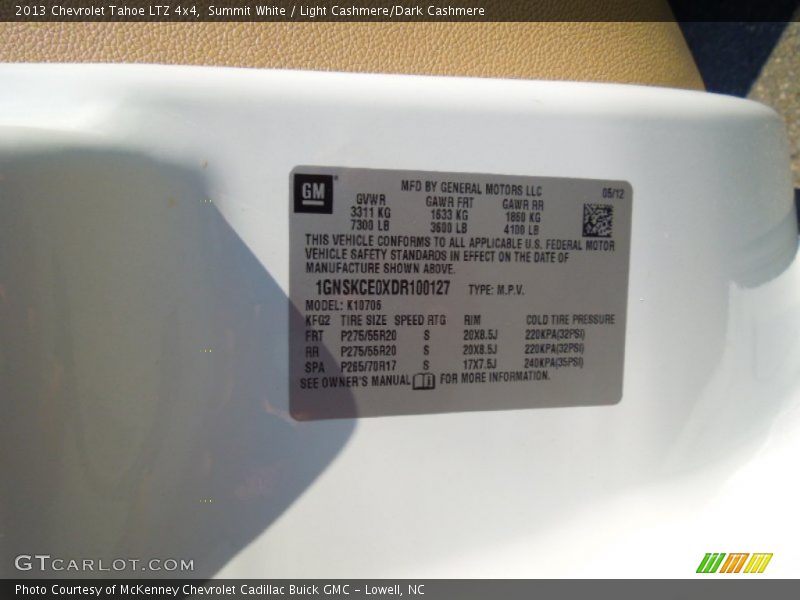 2013 Chevrolet Tahoe LTZ 4x4, Summit White / Light Cashmere/Dark Cashmere
GM
MFD BY GENERAL MOTORS LLC 05/12
GVWR GAWR FRT GAWR RR
3311 KG 1633 KG 1860 KG
7300 LB 3600 LB 4100 LB
THIS VEHICLE CONFORMS TO ALL APPLICABLE U.S. FEDERAL MOTOR
VEHICLE SAFETY STANDARDS IN EFFECT ON THE DATE OF
MANUFACTURE SHOWN ABOVE.
1GNSKCE0XDR100127 TYPE: M.P.V.
MODEL: K10706
KFG2 TIRE SIZE SPEED RTG RIM COLD TIRE PRESSURE
FRT P275/55R20 S 20X8.5J 220KPA(32PSI)
RR P275/55R20 S 20X8.5J 220KPA(32PSI)
SPA P265/70R17 S 17X7.5J 240KPA(35PSI)
SEE OWNER'S MANUAL FOR MORE INFORMATION.
GTCARLOT.COM
Photo Courtesy of McKenney Chevrolet Cadillac Buick GMC - Lowell, NC